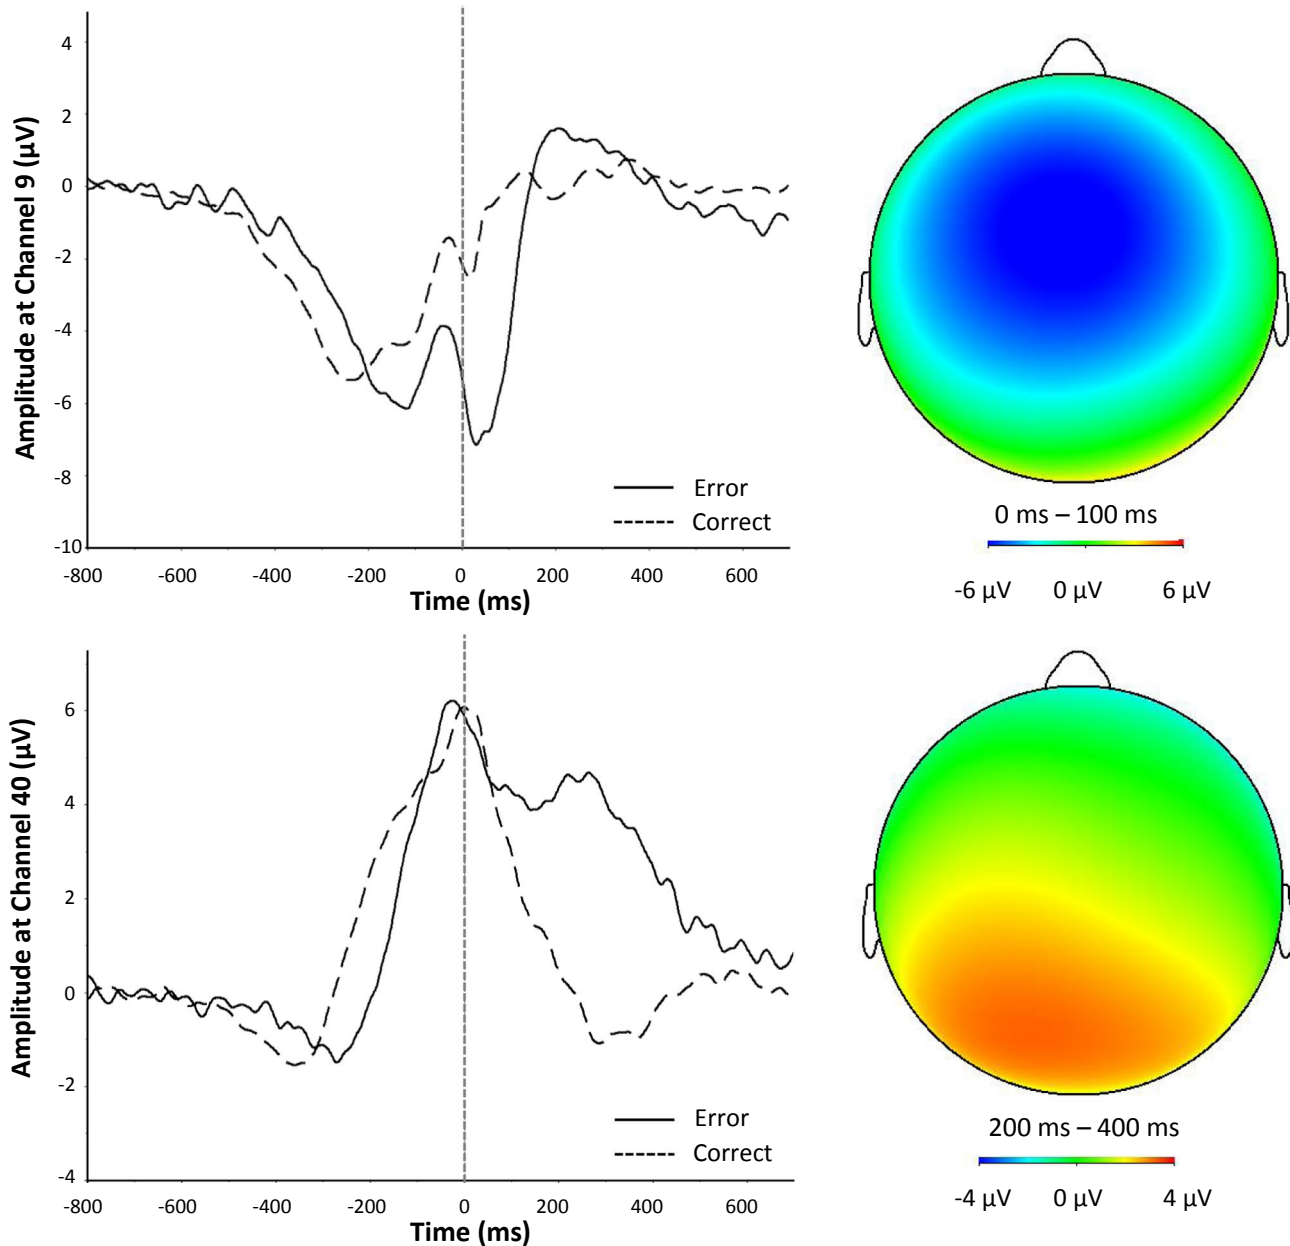 Amplitude at Channel 9 (µV)
4
2
0
-2
-4
-6
-8
-10
Error
Correct
-800 -600 -400 -200 0 200 400 600
Time (ms)
0 ms – 100 ms
-6 µV 0 µV 6 µV
Amplitude at Channel 40 (µV)
6
4
2
0
-2
-4
Error
Correct
-800 -600 -400 -200 0 200 400 600
Time (ms)
200 ms – 400 ms
-4 µV 0 µV 4 µV